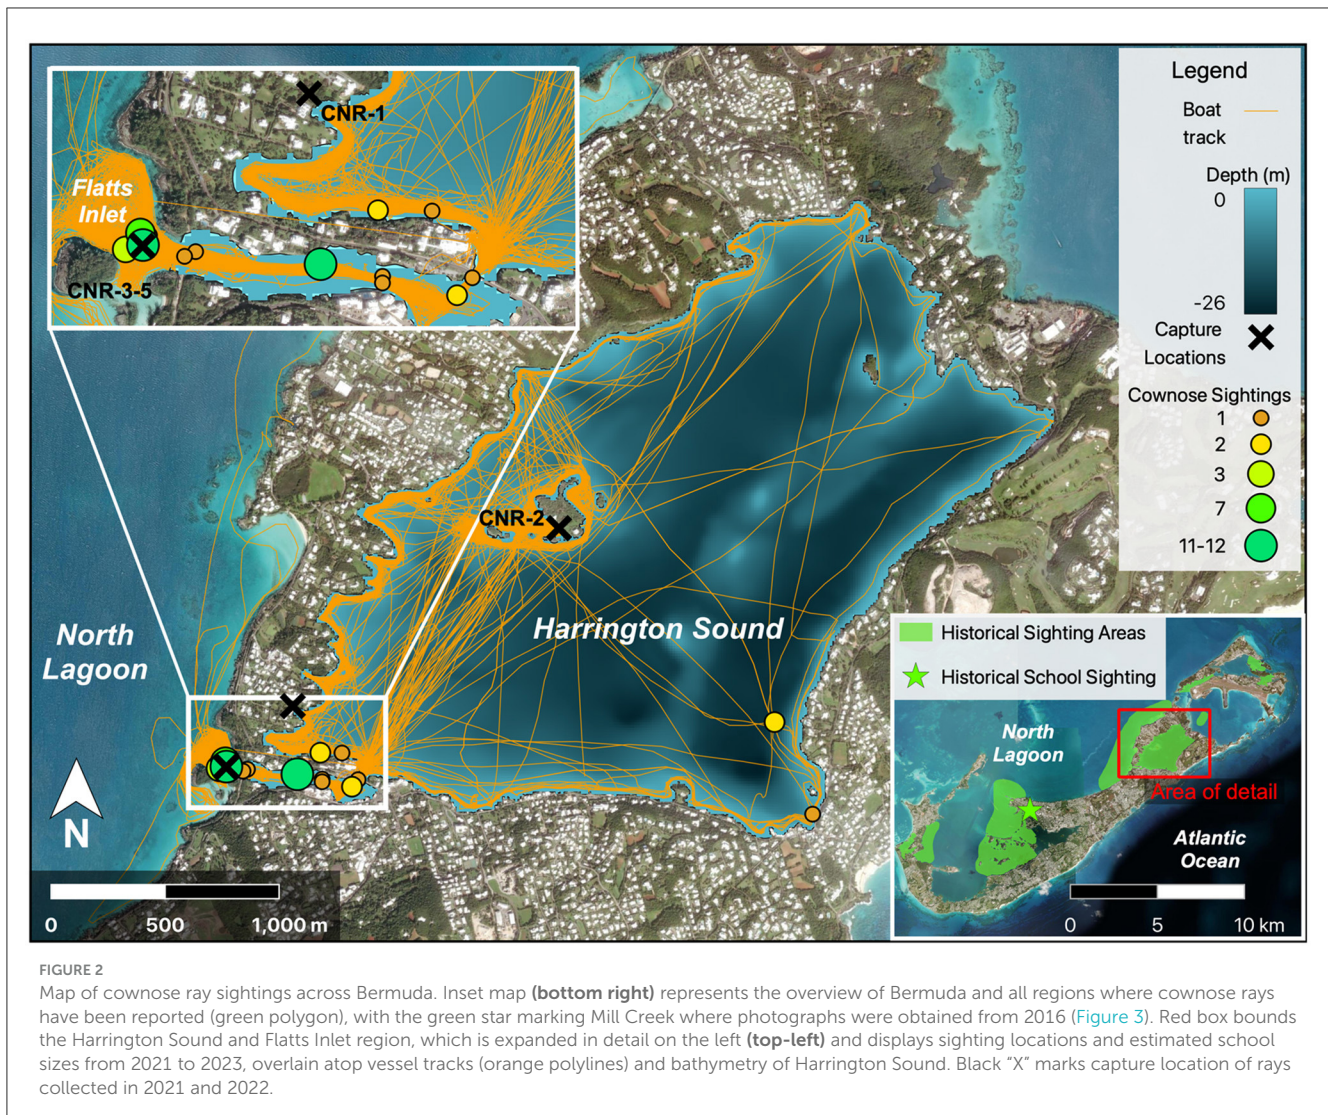 CNR-1
Flatts
Inlet
CNR-3-5
CNR-2
Harrington Sound
North
Lagoon
N
0 500 1,000 m
Legend
Boat
track
Depth (m)
0
-26
Capture
Locations
Cownose Sightings
1
2
3
7
11-12
Historical Sighting Areas
Historical School Sighting
North
Lagoon
Area of detail
Atlantic
Ocean
0 5 10 km
FIGURE 2
Map of cownose ray sightings across Bermuda. Inset map (bottom right) represents the overview of Bermuda and all regions where cownose rays
have been reported (green polygon), with the green star marking Mill Creek where photographs were obtained from 2016 (Figure 3). Red box bounds
the Harrington Sound and Flatts Inlet region, which is expanded in detail on the left (top-left) and displays sighting locations and estimated school
sizes from 2021 to 2023, overlain atop vessel tracks (orange polylines) and bathymetry of Harrington Sound. Black “X” marks capture location of rays
collected in 2021 and 2022.